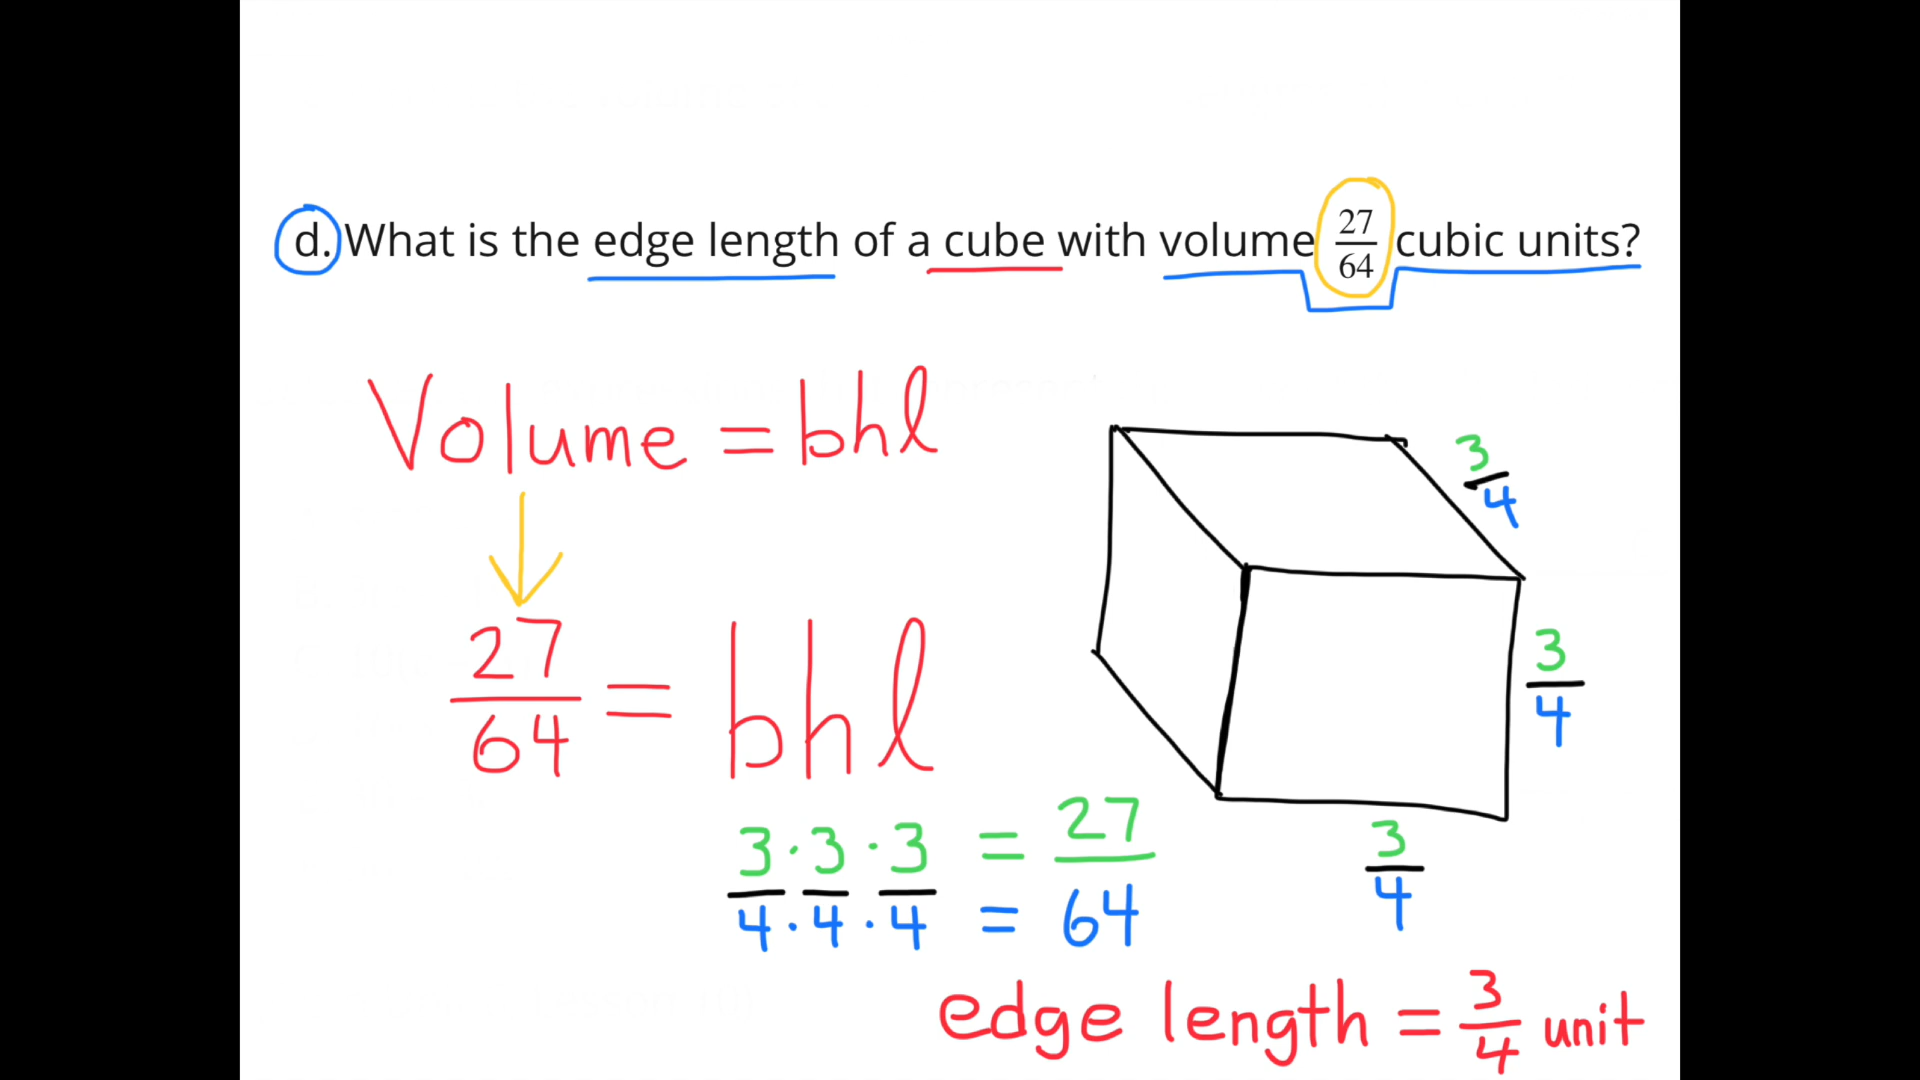 d. What is the edge length of a cube with volume 27/64 cubic units?
Volume = bhl
27/64 = bhl
3/4 · 3/4 · 3/4 = 27/64
3/4
3/4
3/4
edge length = 3/4 unit